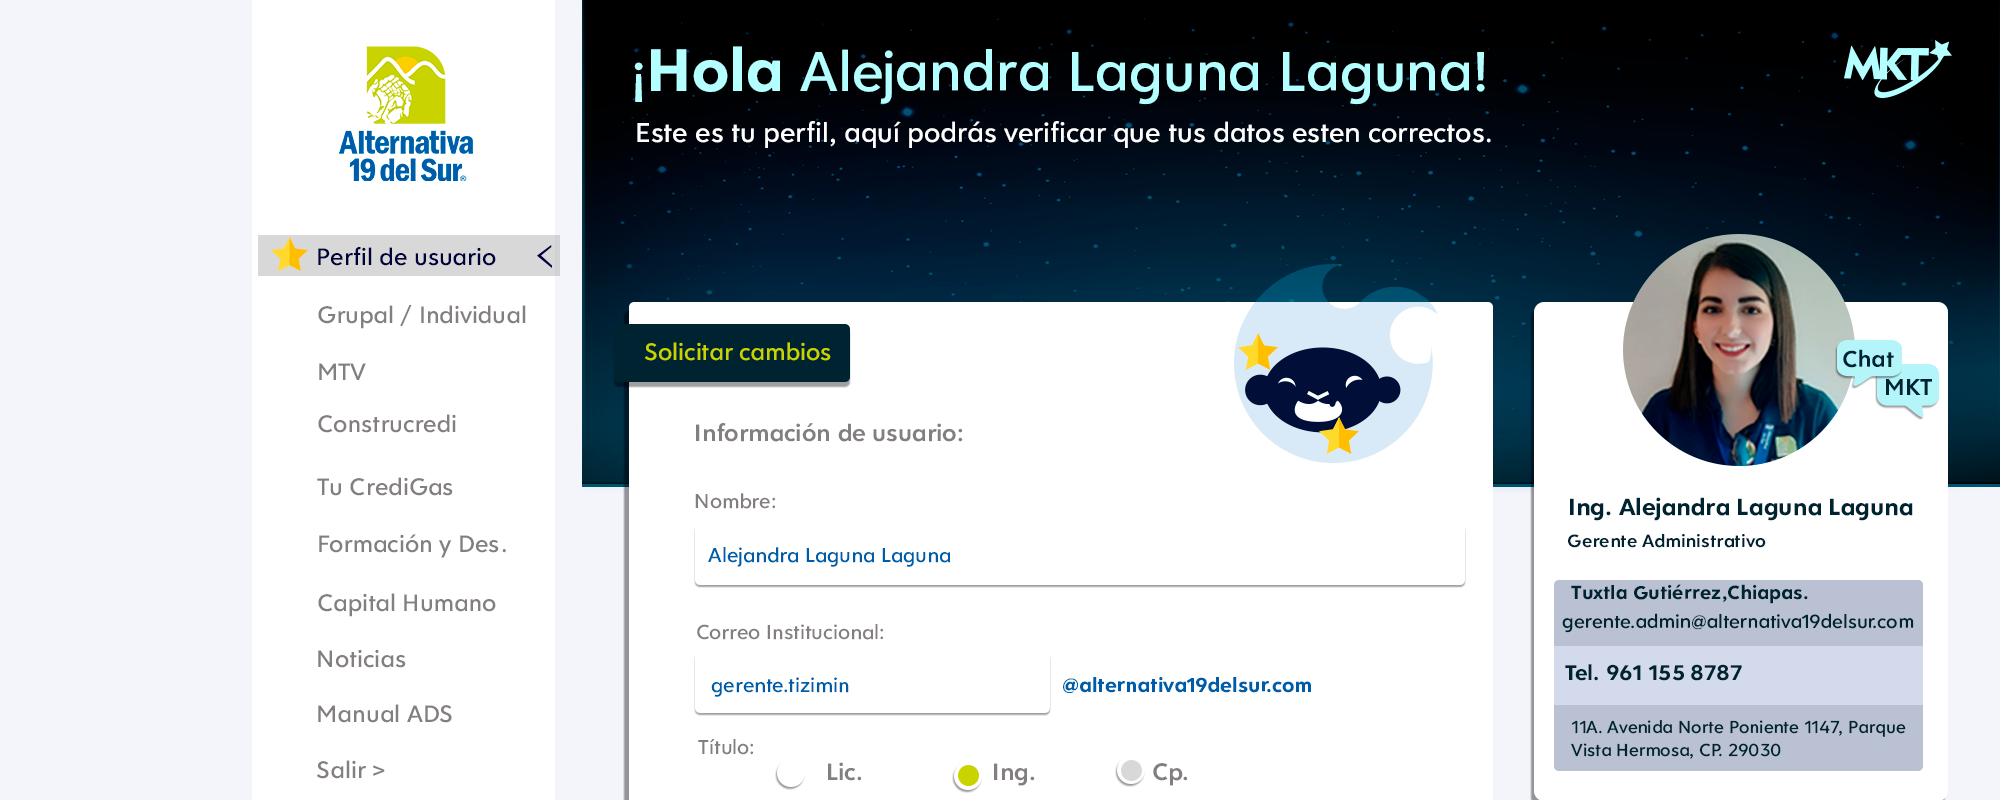 Alternativa
19 del Sur®
Perfil de usuario <
Grupal / Individual
MTV
Construcredi
Tu CrediGas
Formación y Des.
Capital Humano
Noticias
Manual ADS
Salir >
¡Hola Alejandra Laguna Laguna!
Este es tu perfil, aquí podrás verificar que tus datos esten correctos.
MKT
Solicitar cambios
Información de usuario:
Nombre:
Alejandra Laguna Laguna
Correo Institucional:
gerente.tizimin @alternativa19delsur.com
Título:
Lic. Ing. Cp.
Chat
MKT
Ing. Alejandra Laguna Laguna
Gerente Administrativo
Tuxtla Gutiérrez,Chiapas.
gerente.admin@alternativa19delsur.com
Tel. 961 155 8787
11A. Avenida Norte Poniente 1147, Parque
Vista Hermosa, CP. 29030